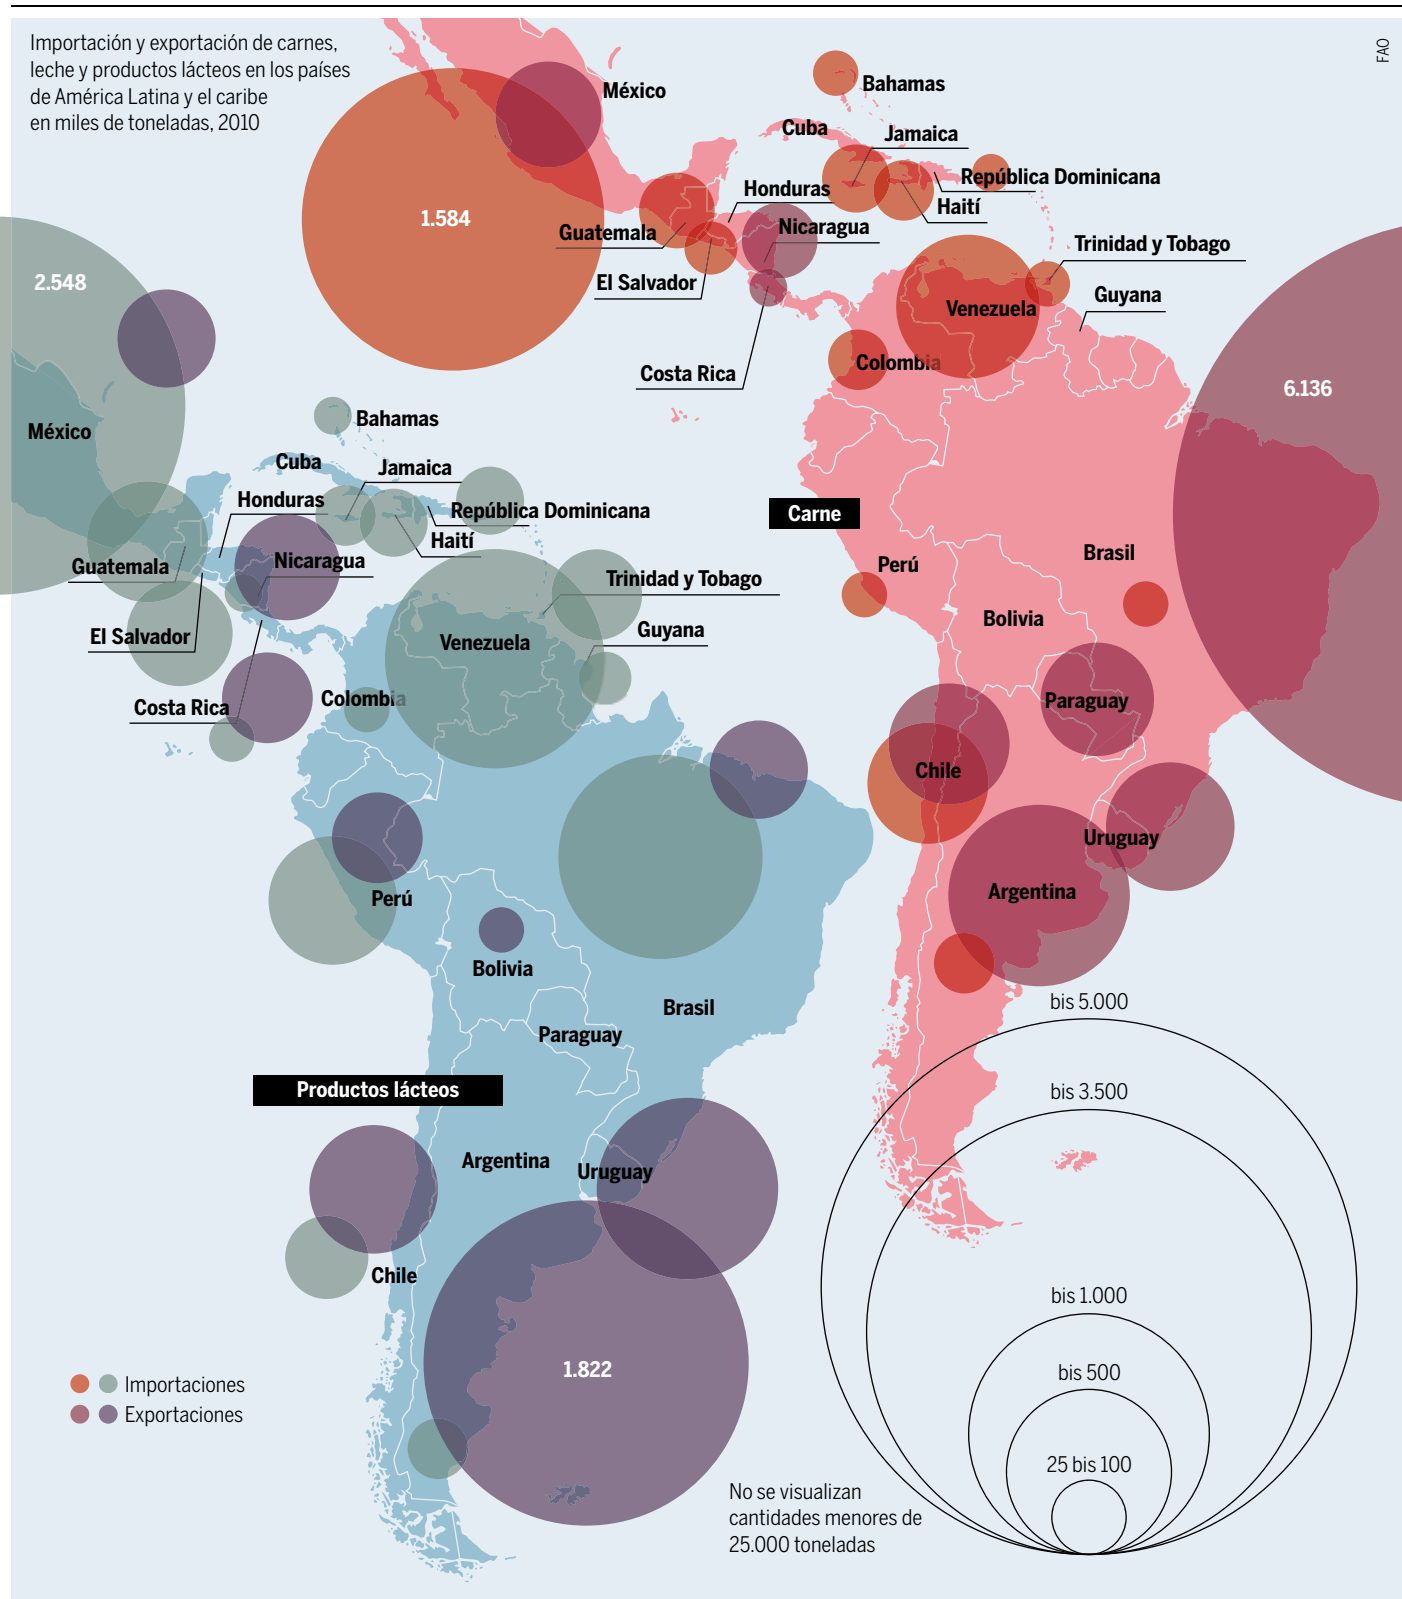 Importación y exportación de carnes,
leche y productos lácteos en los países
de América Latina y el caribe
en miles de toneladas, 2010
FAO
México
Bahamas
Cuba
Jamaica
República Dominicana
Honduras
Haití
Nicaragua
Guatemala
El Salvador
Trinidad y Tobago
Guyana
Venezuela
Costa Rica
Colombia
1.584
6.136
Carne
Perú
Brasil
Bolivia
Paraguay
Chile
Uruguay
Argentina
2.548
México
Bahamas
Cuba
Jamaica
Honduras
República Dominicana
Haití
Nicaragua
Guatemala
Trinidad y Tobago
El Salvador
Guyana
Venezuela
Costa Rica
Colombia
Perú
Bolivia
Brasil
Paraguay
Productos lácteos
Argentina
Uruguay
Chile
1.822
Importaciones
Exportaciones
bis 5.000
bis 3.500
bis 1.000
bis 500
25 bis 100
No se visualizan
cantidades menores de
25.000 toneladas